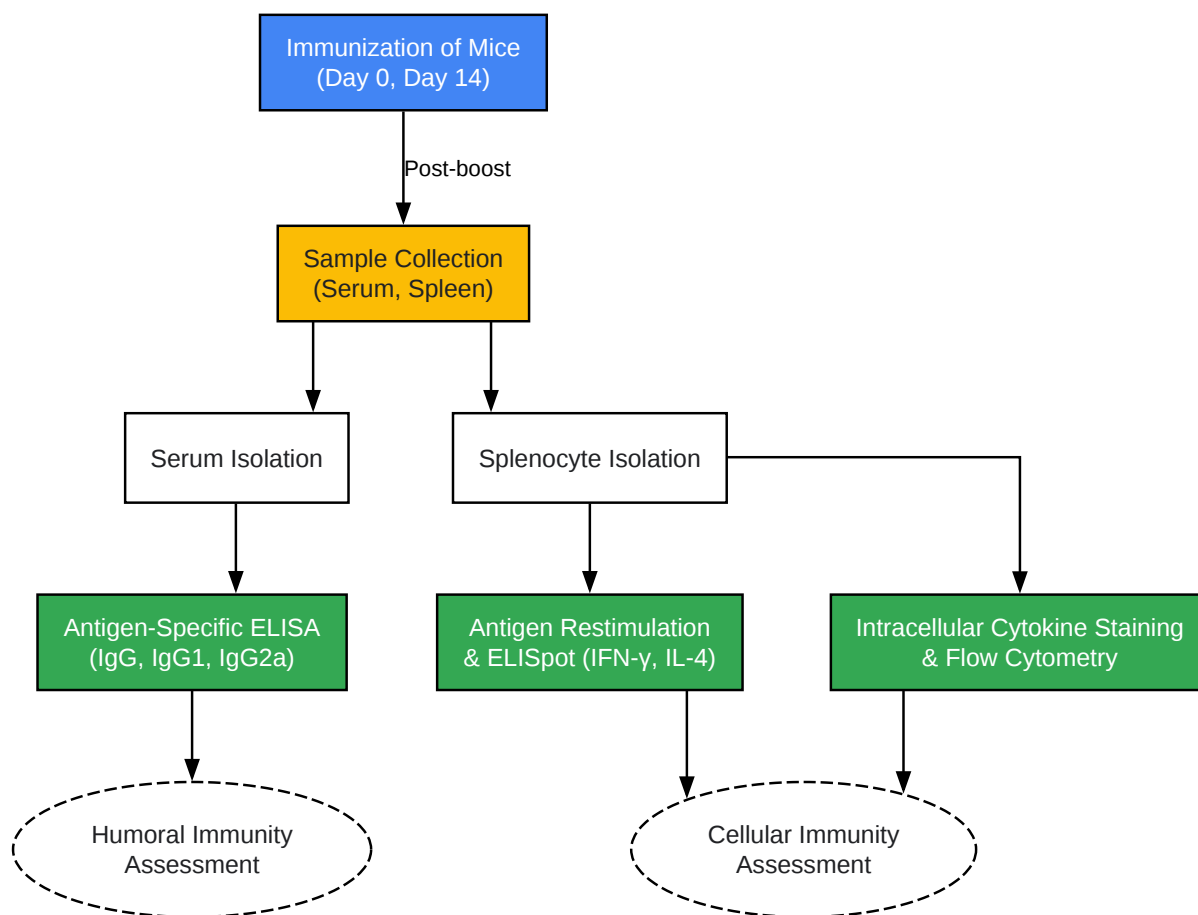 Immunization of Mice
(Day 0, Day 14)
Post-boost
Sample Collection
(Serum, Spleen)
Serum Isolation
Splenocyte Isolation
Antigen-Specific ELISA
(IgG, IgG1, IgG2a)
Antigen Restimulation
& ELISpot (IFN-γ, IL-4)
Intracellular Cytokine Staining
& Flow Cytometry
Humoral Immunity
Assessment
Cellular Immunity
Assessment